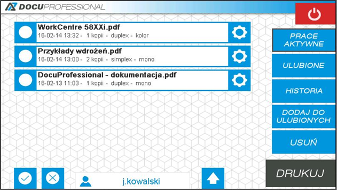 DOCUPROFESSIONAL
WorkCentre 58XXi.pdf
16-02-14 13:32 - 1 kopii - duplex - kolor
Przykłady wdrożeń.pdf
16-02-14 13:00 - 2 kopii - simplex - mono
DocuProfessional - dokumentacja.pdf
16-02-13 11:03 - 1 kopii - duplex - mono
PRACE
AKTYWNE
ULUBIONE
HISTORIA
DODAJ DO
ULUBIONYCH
USUŃ
DRUKUJ
j.kowalski